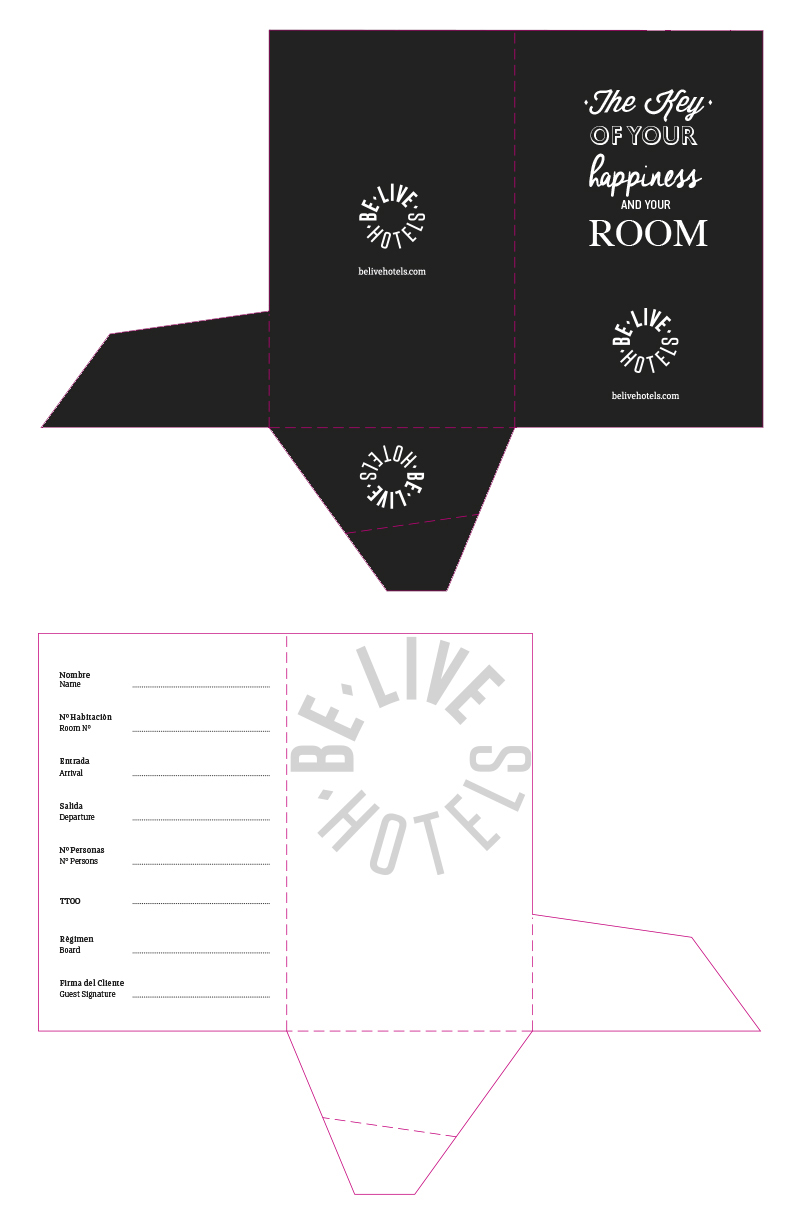 ·The Key·
OF YOUR
happiness
AND YOUR
ROOM
BE·LIVE·HOTELS·
belivehotels.com
BE·LIVE·HOTELS·
belivehotels.com
BE·LIVE·HOTELS·
Nombre
Name
Nº Habitación
Room Nº
Entrada
Arrival
Salida
Departure
Nº Personas
Nº Persons
TTOO
Régimen
Board
Firma del Cliente
Guest Signature
BE·LIVE HOTELS·